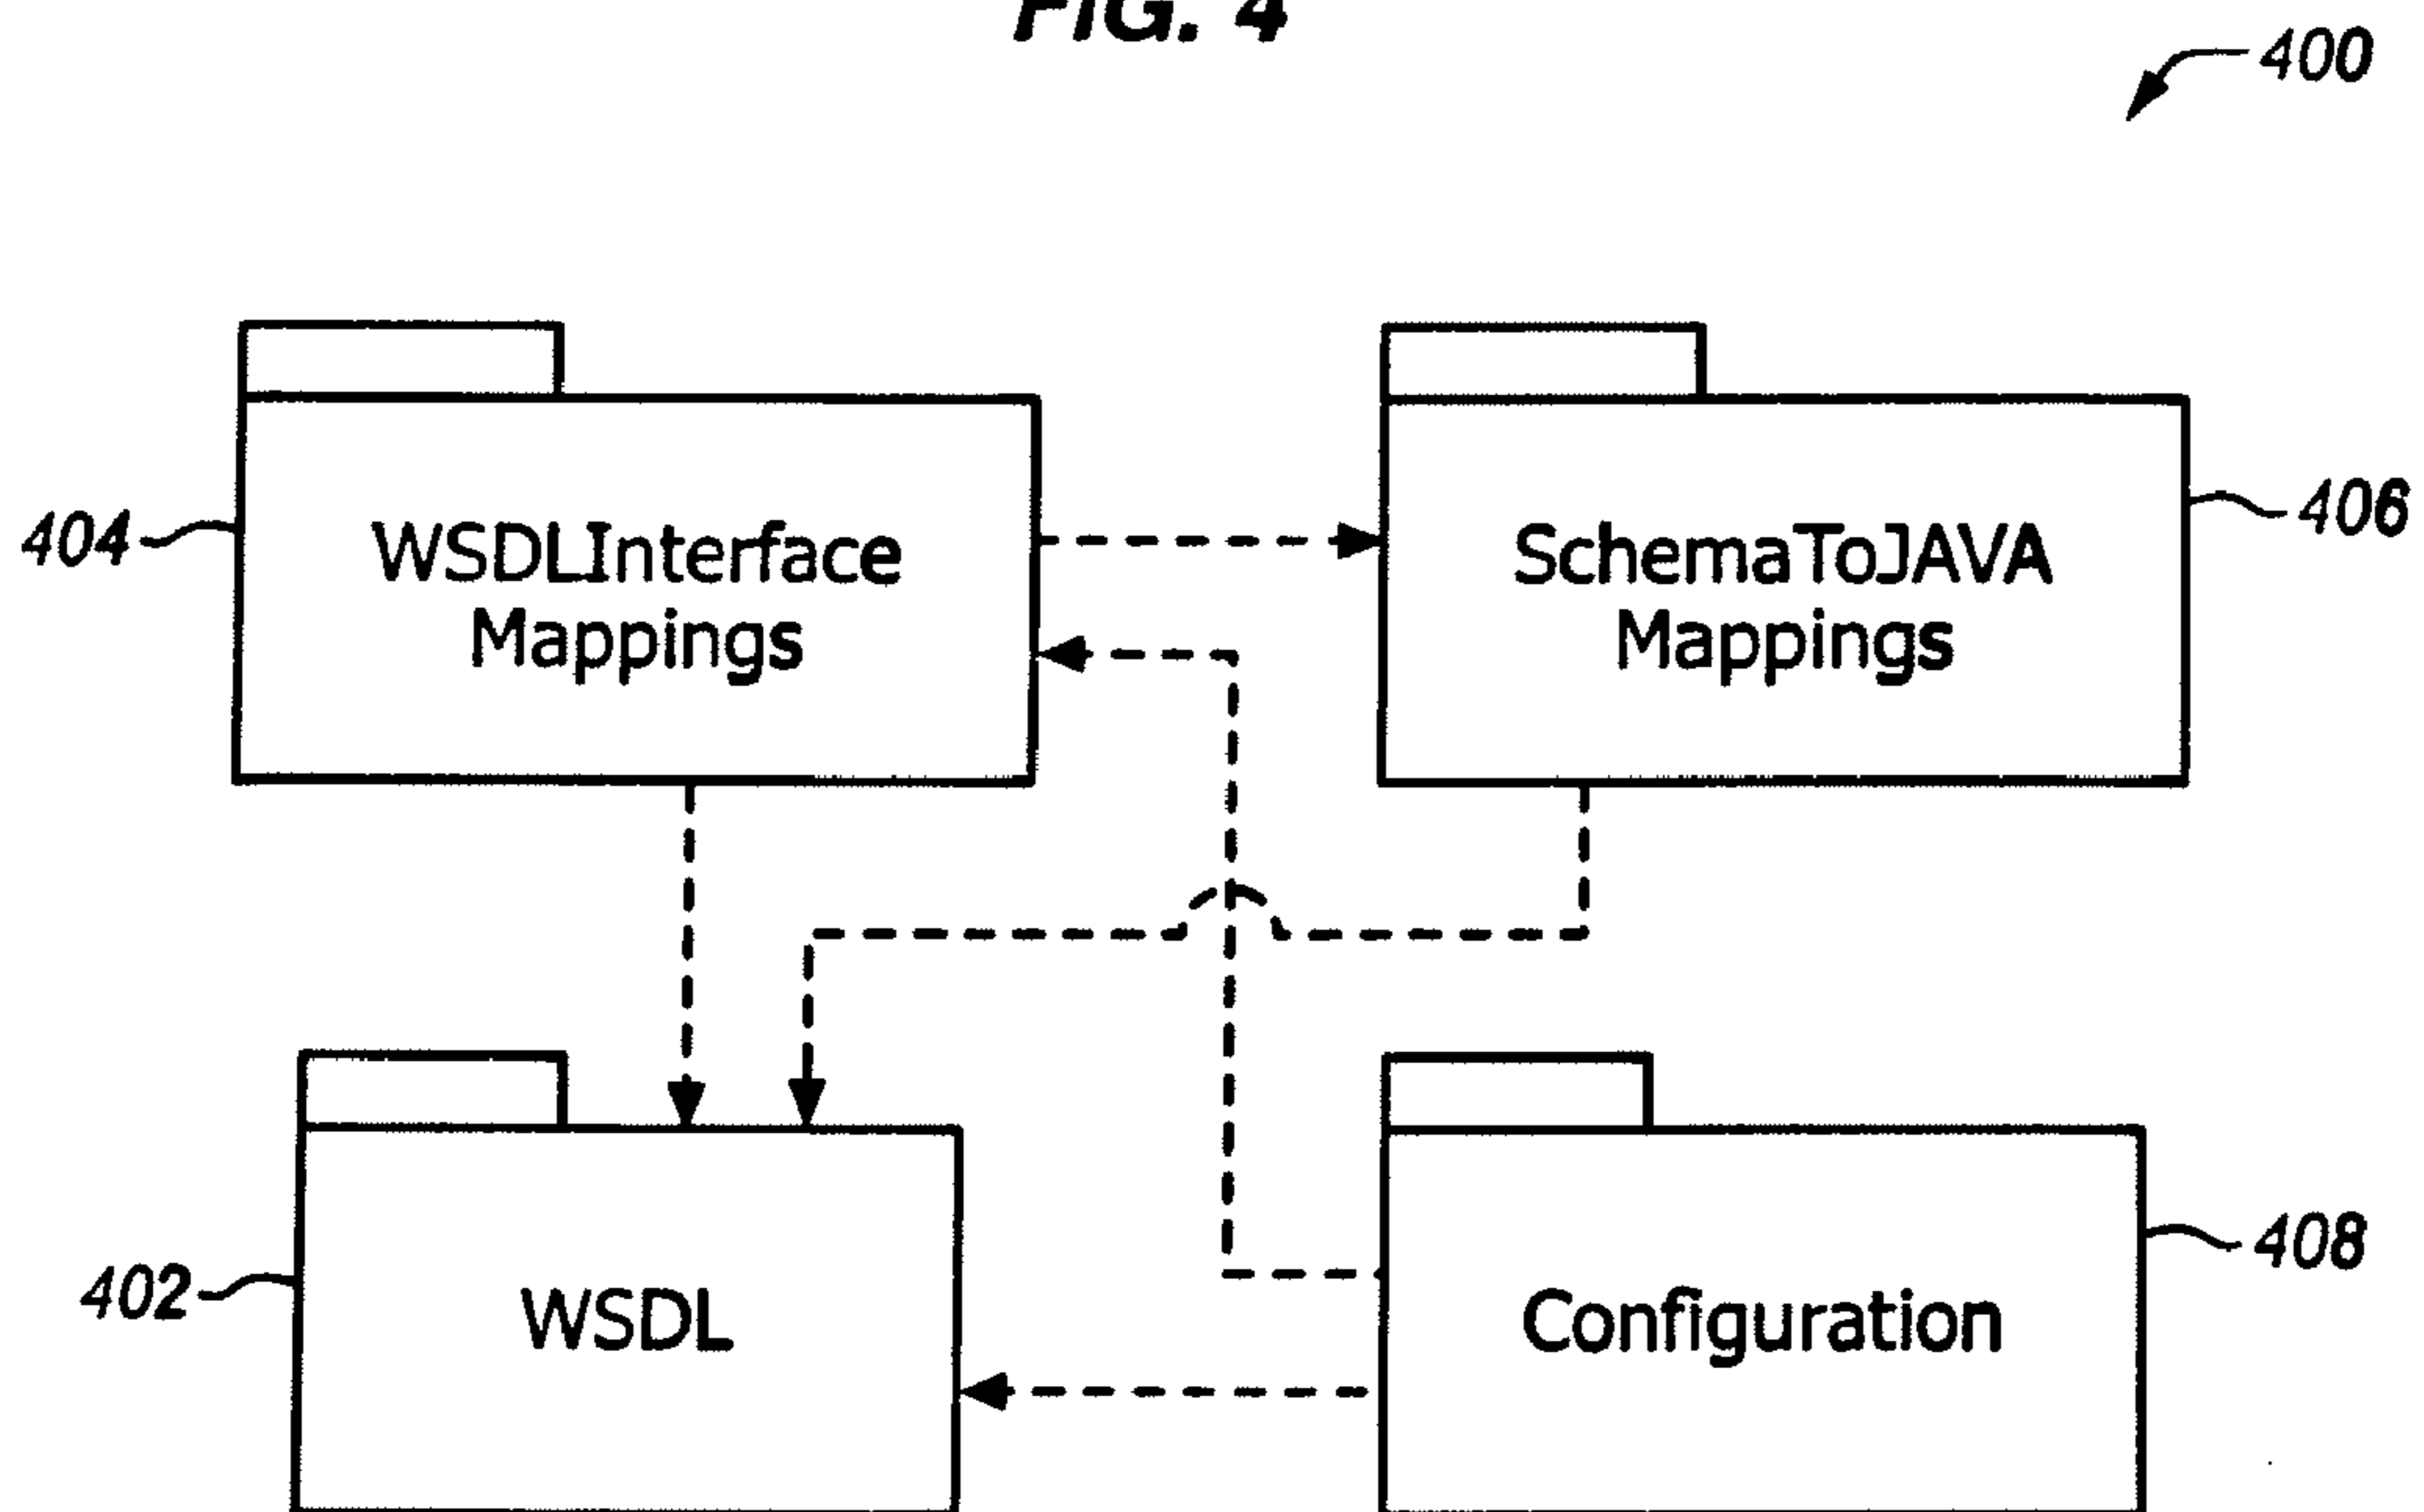 FIG. 4
400
404
WSDLInterface
Mappings
SchemaToJAVA
Mappings
406
402
WSDL
Configuration
408